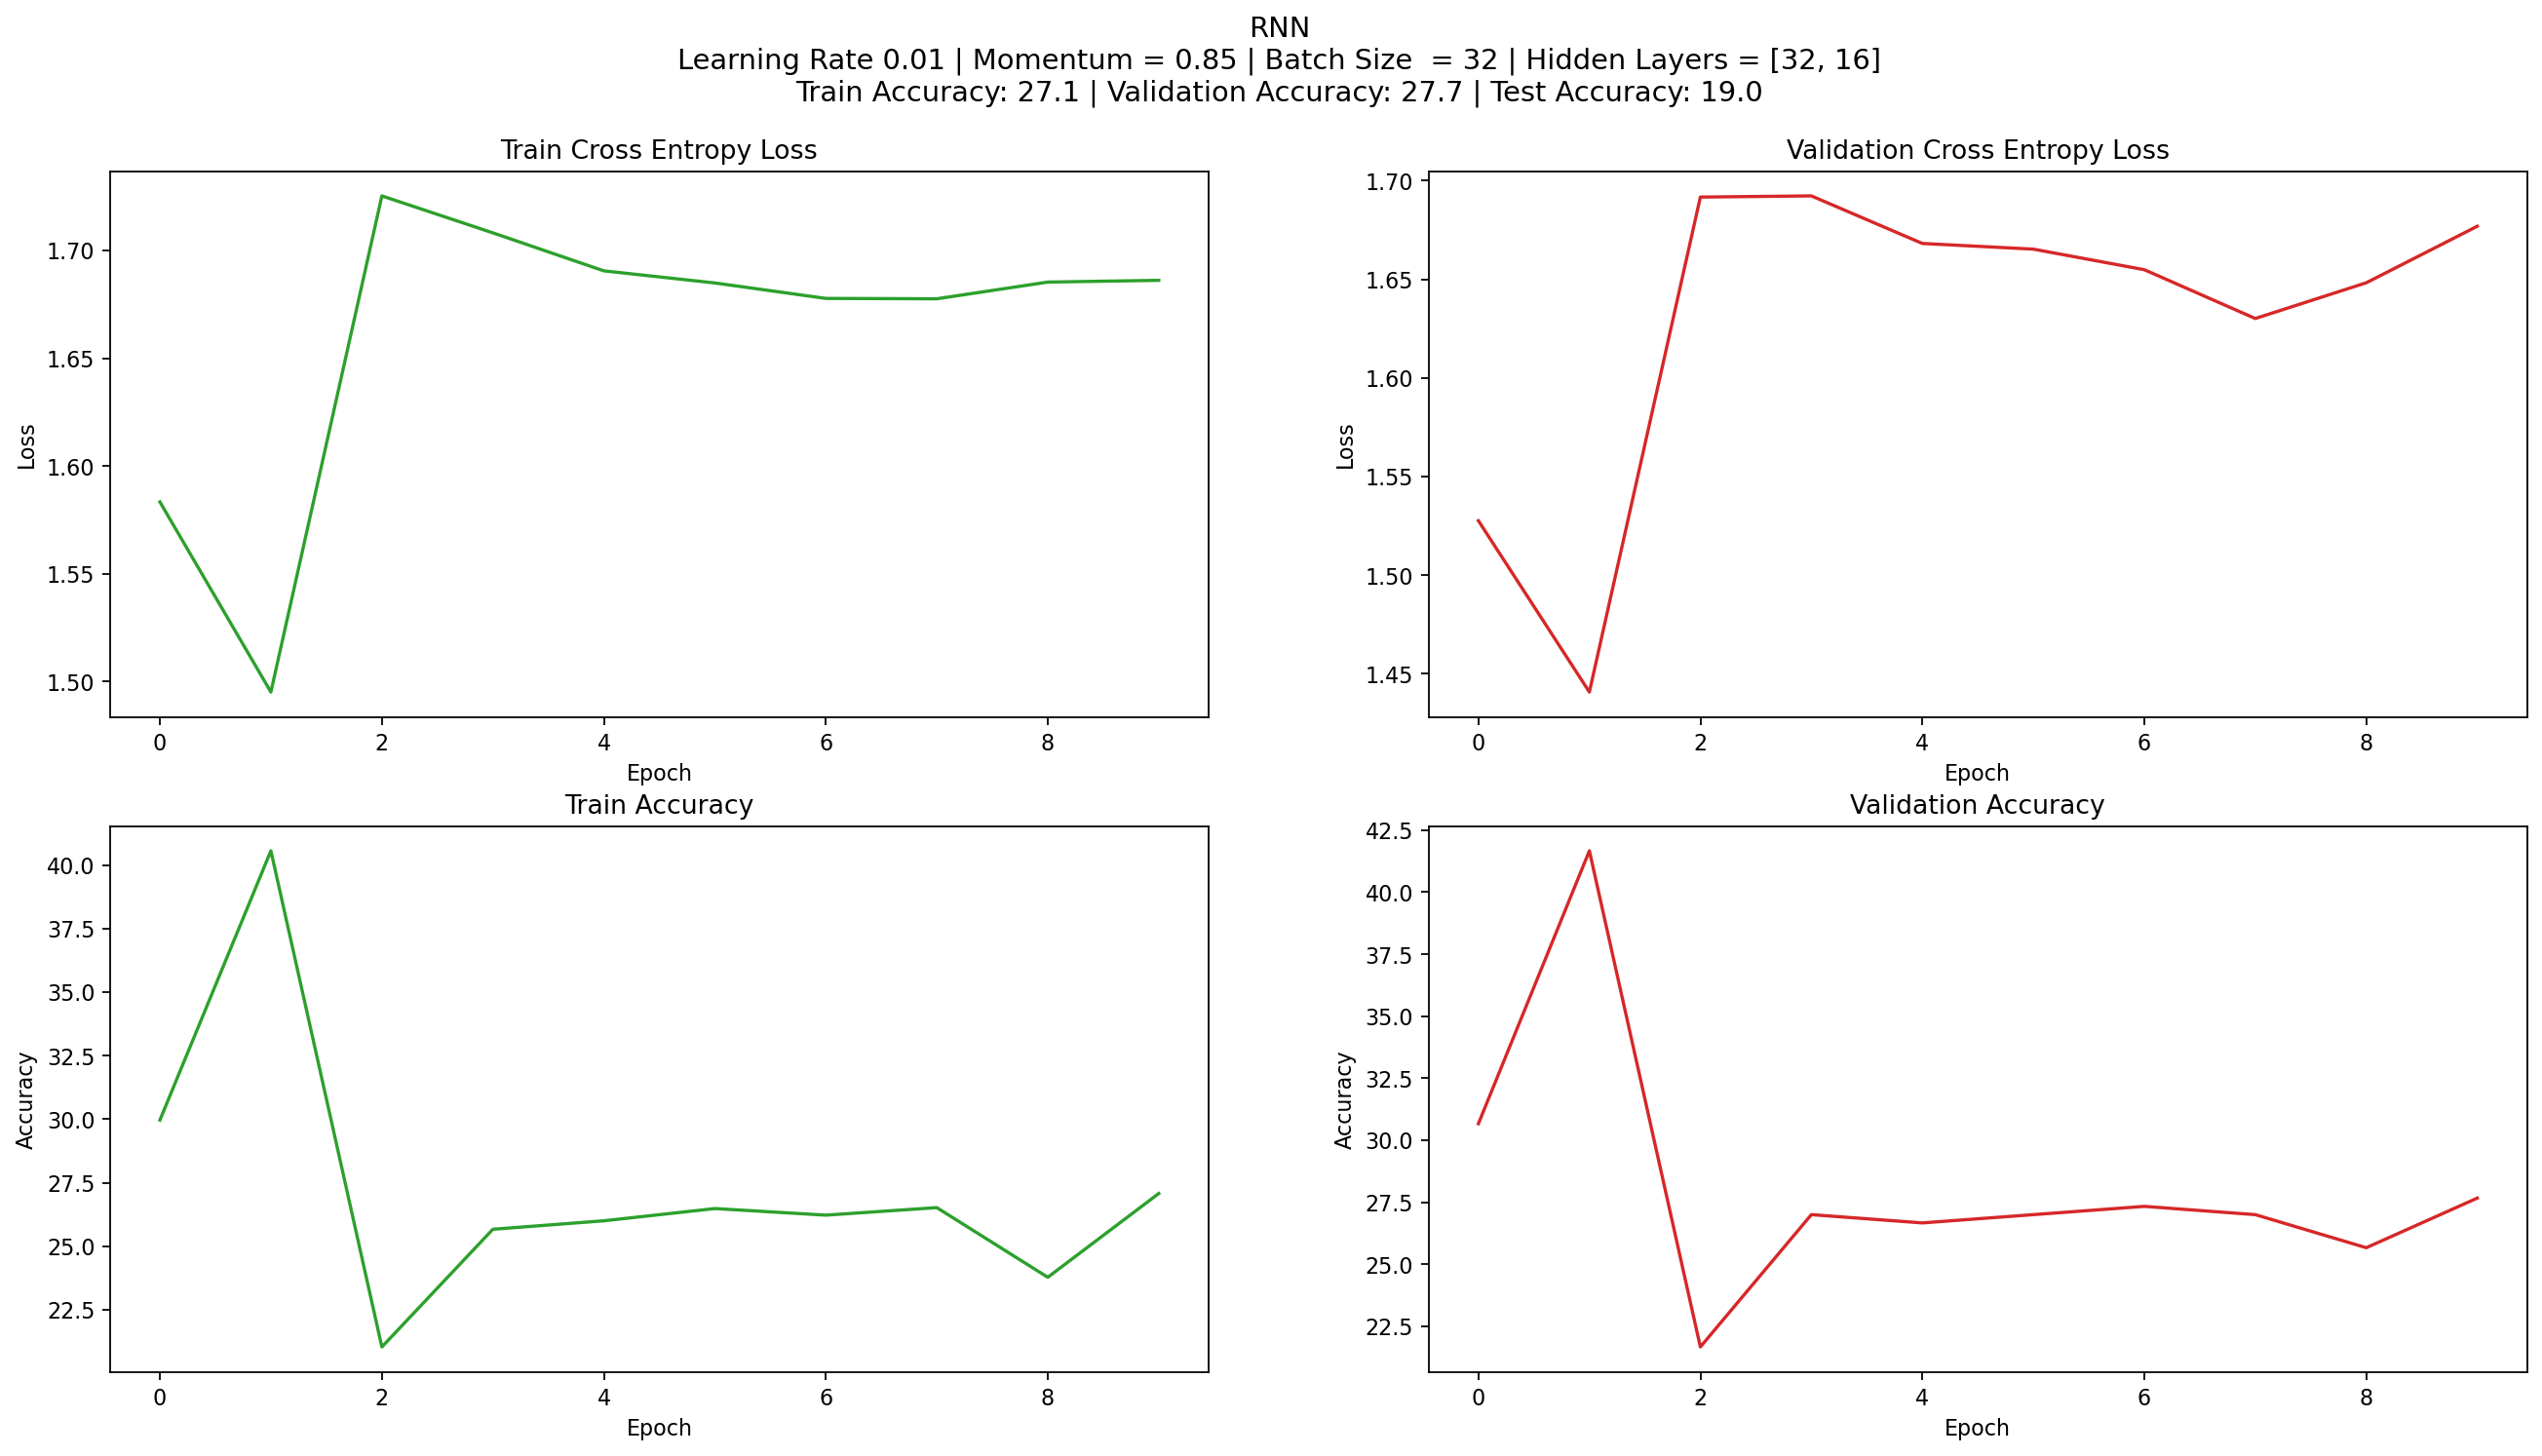 RNN
Learning Rate 0.01 | Momentum = 0.85 | Batch Size  = 32 | Hidden Layers = [32, 16]
Train Accuracy: 27.1 | Validation Accuracy: 27.7 | Test Accuracy: 19.0
Train Cross Entropy Loss
Loss
1.70
1.65
1.60
1.55
1.50
0 2 4 6 8
Epoch
Validation Cross Entropy Loss
Loss
1.70
1.65
1.60
1.55
1.50
1.45
0 2 4 6 8
Epoch
Train Accuracy
Accuracy
40.0
37.5
35.0
32.5
30.0
27.5
25.0
22.5
0 2 4 6 8
Epoch
Validation Accuracy
Accuracy
42.5
40.0
37.5
35.0
32.5
30.0
27.5
25.0
22.5
0 2 4 6 8
Epoch